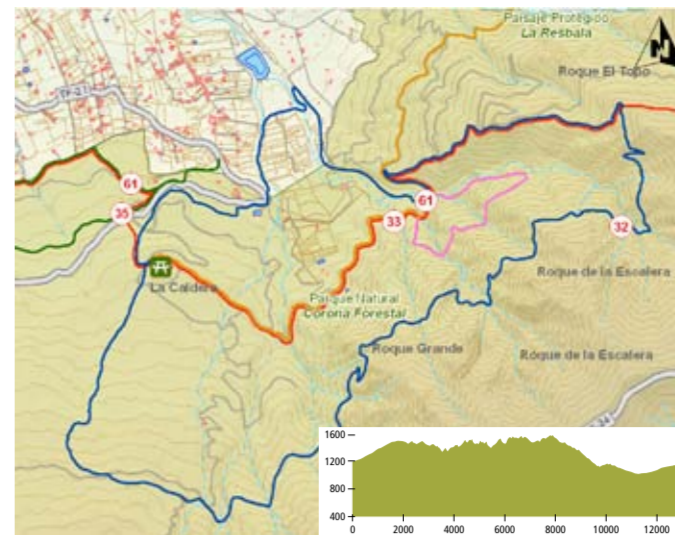 Paisaje Protegido
La Resbala
N
Roque El Topo
TF-21
61
35
61
33
32
La Caldera
Parque Natural
Corona Forestal
Roque de la Escalera
Roque Grande
Roque de la Escalera
1600
1200
800
400
0
2000
4000
6000
8000
10000
12000